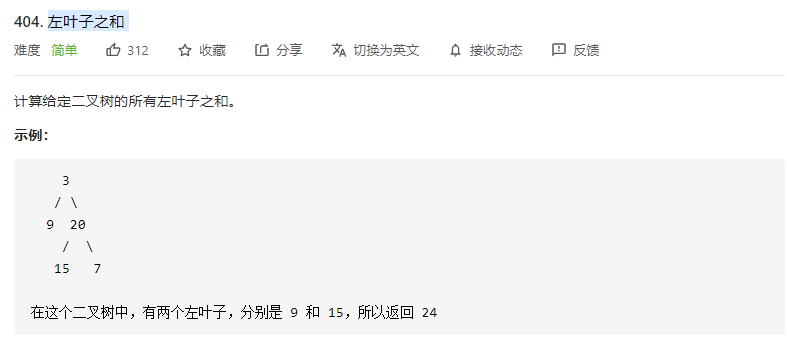 404. 左叶子之和
难度 简单 312 收藏 分享 切换为英文 接收动态 反馈
计算给定二叉树的所有左叶子之和。
示例：
3
/ \
9 20
/ \
15 7
在这个二叉树中，有两个左叶子，分别是 9 和 15，所以返回 24